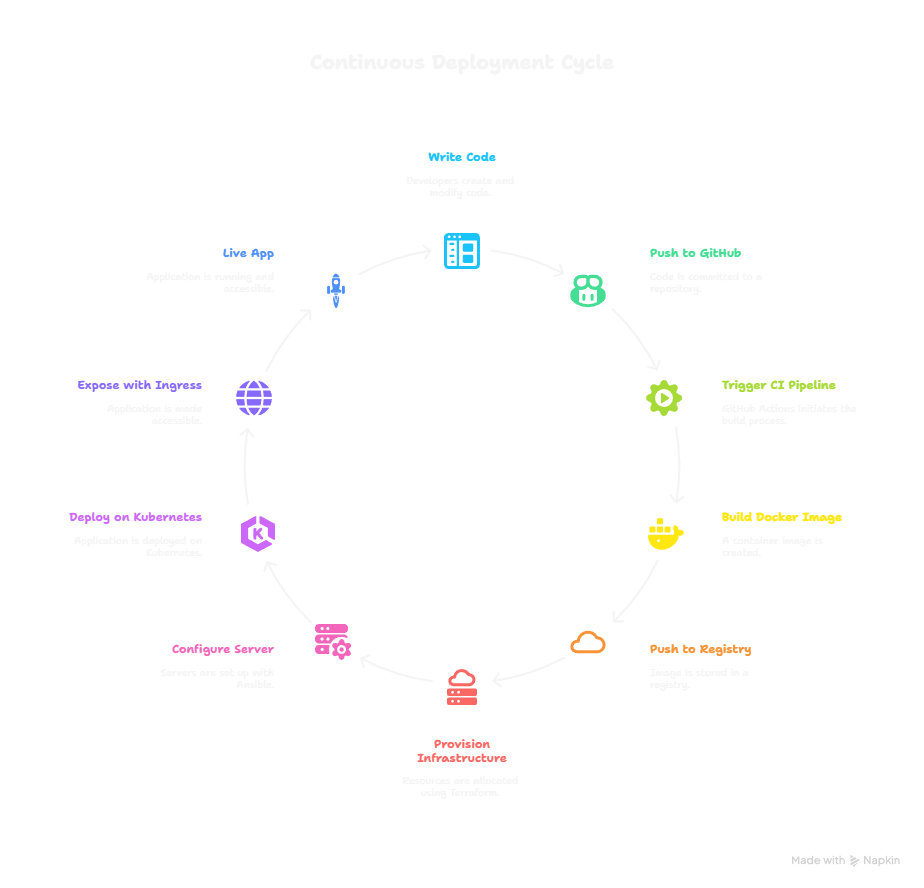 Continuous Deployment Cycle
Write Code
Developers create and
modify code.
Push to GitHub
Code is committed to a
repository.
Trigger CI Pipeline
GitHub Actions initiates the
build process.
Build Docker Image
A container image is
created.
Push to Registry
Image is stored in a
registry.
Provision
Infrastructure
Resources are allocated
using Terraform.
Configure Server
Servers are set up with
Ansible.
Deploy on Kubernetes
Application is deployed on
Kubernetes.
Expose with Ingress
Application is made
accessible.
Live App
Application is running and
accessible.
K
Made with Napkin